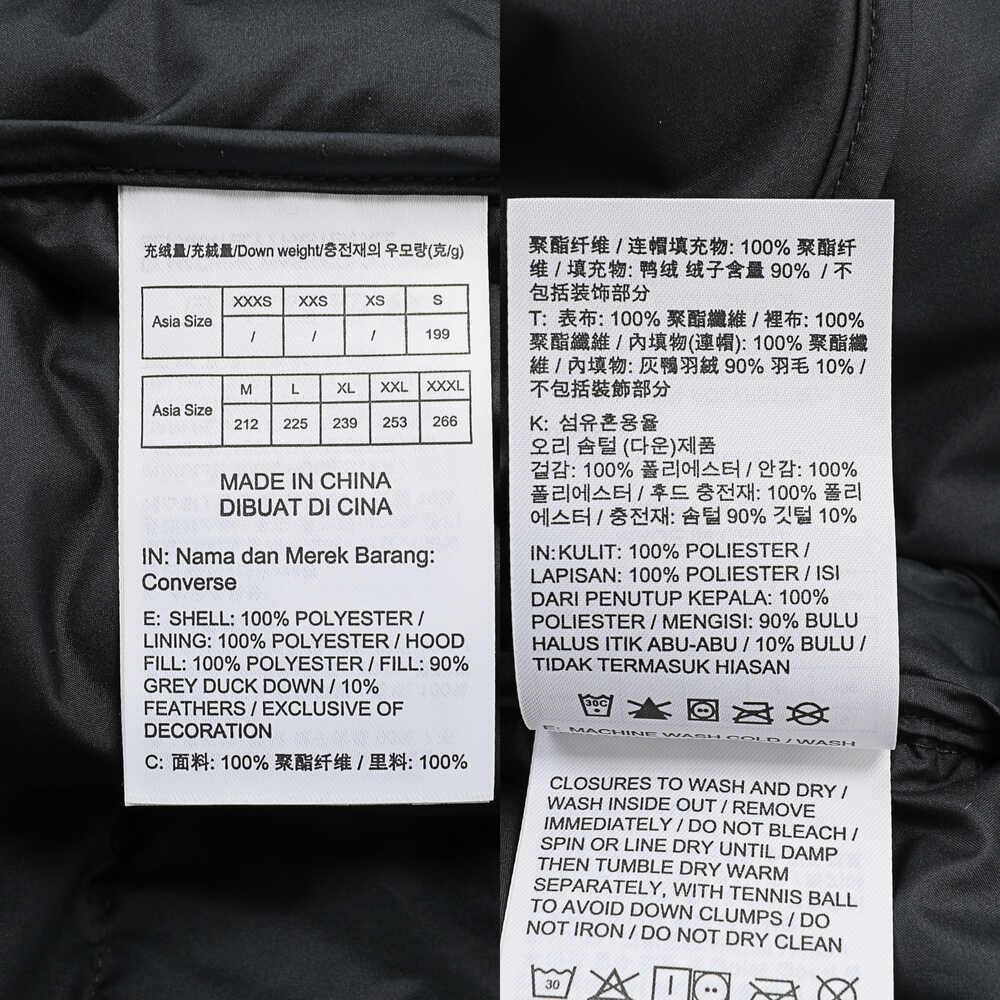 充绒量/充絨量/Down weight/충전재의 우모량(克/g)
Asia Size XXXS XXS XS S
/ / / 199
Asia Size M L XL XXL XXXL
212 225 239 253 266
MADE IN CHINA
DIBUAT DI CINA
IN: Nama dan Merek Barang:
Converse
E: SHELL: 100% POLYESTER /
LINING: 100% POLYESTER / HOOD
FILL: 100% POLYESTER / FILL: 90%
GREY DUCK DOWN / 10%
FEATHERS / EXCLUSIVE OF
DECORATION
C: 面料: 100% 聚酯纤维 / 里料: 100%
聚酯纤维 / 连帽填充物: 100% 聚酯纤
维 / 填充物: 鸭绒 绒子含量 90% / 不
包括装饰部分
T: 表布: 100% 聚酯纖維 / 裡布: 100%
聚酯纖維 / 內填物(連帽): 100% 聚酯纖
維 / 內填物: 灰鴨羽絨 90% 羽毛 10% /
不包括裝飾部分
K: 섬유혼용율
오리 솜털 (다운)제품
겉감: 100% 폴리에스터 / 안감: 100%
폴리에스터 / 후드 충전재: 100% 폴리
에스터 / 충전재: 솜털 90% 깃털 10%
IN:KULIT: 100% POLIESTER /
LAPISAN: 100% POLIESTER / ISI
DARI PENUTUP KEPALA: 100%
POLIESTER / MENGISI: 90% BULU
HALUS ITIK ABU-ABU / 10% BULU /
TIDAK TERMASUK HIASAN
30C
E: MACHINE WASH COLD / WASH
CLOSURES TO WASH AND DRY /
WASH INSIDE OUT / REMOVE
IMMEDIATELY / DO NOT BLEACH /
SPIN OR LINE DRY UNTIL DAMP
THEN TUMBLE DRY WARM
SEPARATELY, WITH TENNIS BALL
TO AVOID DOWN CLUMPS / DO
NOT IRON / DO NOT DRY CLEAN
30